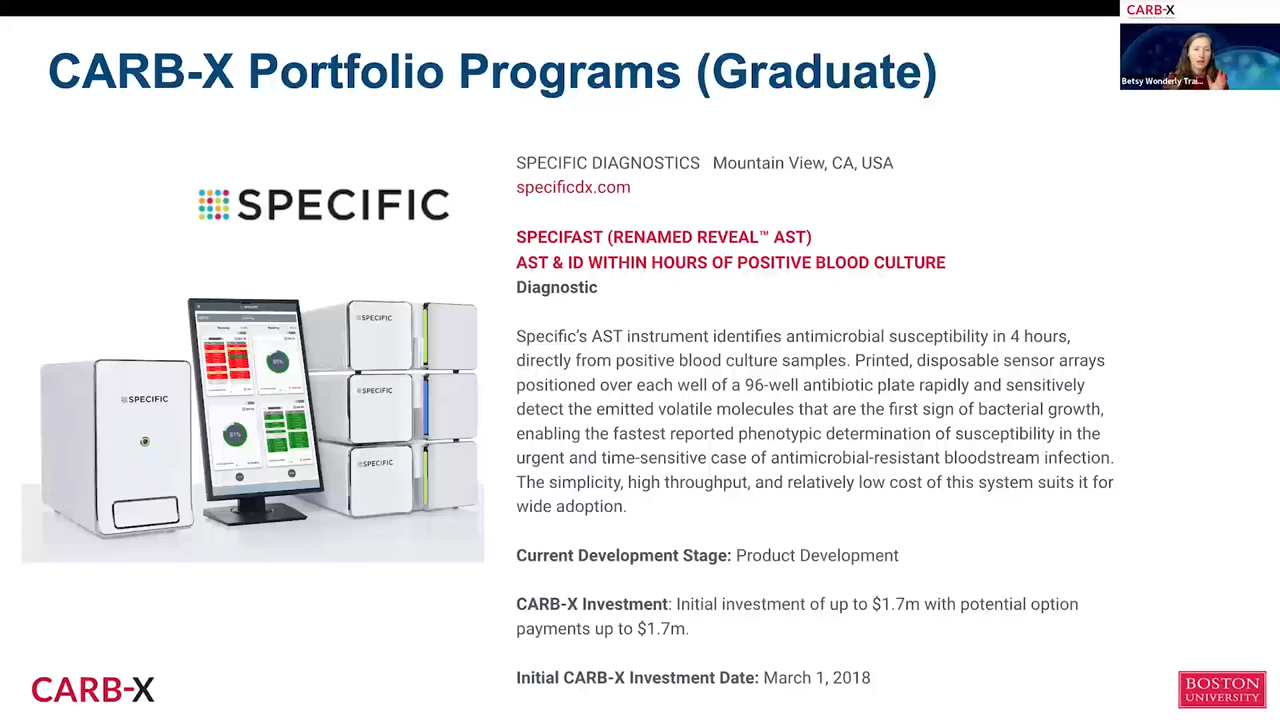 CARB-X
CARB-X Portfolio Programs (Graduate)
Betsy Wonderly Trai...
SPECIFIC DIAGNOSTICS Mountain View, CA, USA
specificdx.com
SPECIFIC
SPECIFAST (RENAMED REVEAL™ AST)
AST & ID WITHIN HOURS OF POSITIVE BLOOD CULTURE
Diagnostic
Specific’s AST instrument identifies antimicrobial susceptibility in 4 hours,
directly from positive blood culture samples. Printed, disposable sensor arrays
positioned over each well of a 96-well antibiotic plate rapidly and sensitively
detect the emitted volatile molecules that are the first sign of bacterial growth,
enabling the fastest reported phenotypic determination of susceptibility in the
urgent and time-sensitive case of antimicrobial-resistant bloodstream infection.
The simplicity, high throughput, and relatively low cost of this system suits it for
wide adoption.
SPECIFIC
SPECIFIC
SPECIFIC
SPECIFIC
85%
81%
Current Development Stage: Product Development
CARB-X Investment: Initial investment of up to $1.7m with potential option
payments up to $1.7m.
Initial CARB-X Investment Date: March 1, 2018
CARB-X
BOSTON
UNIVERSITY